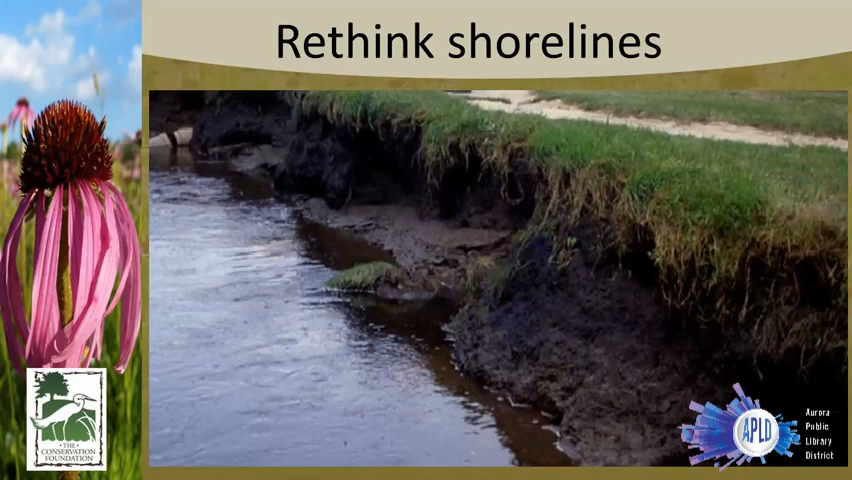 Rethink shorelines
• THE •
CONSERVATION
FOUNDATION
APLD
Aurora
Public
Library
District